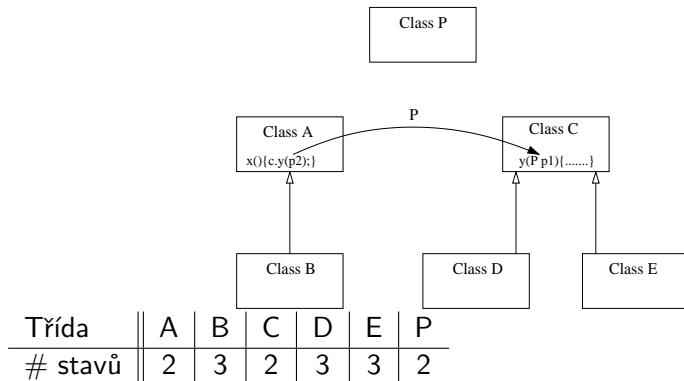 Class P
P
Class A
Class C
x(){c.y(p2);}
y(P p1){.......}
Class B
Class D
Class E
Třída A B C D E P
# stavů 2 3 2 3 3 2